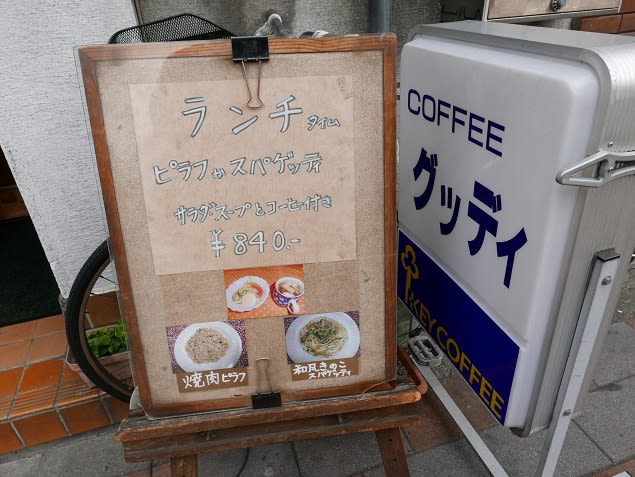 ランチタイム
ピラフかスパゲッティ
サラダスープとコーヒー付き
¥840.-
焼肉ピラフ
和風きのこ
スパゲッティ
COFFEE
グッディ
KEY COFFEE